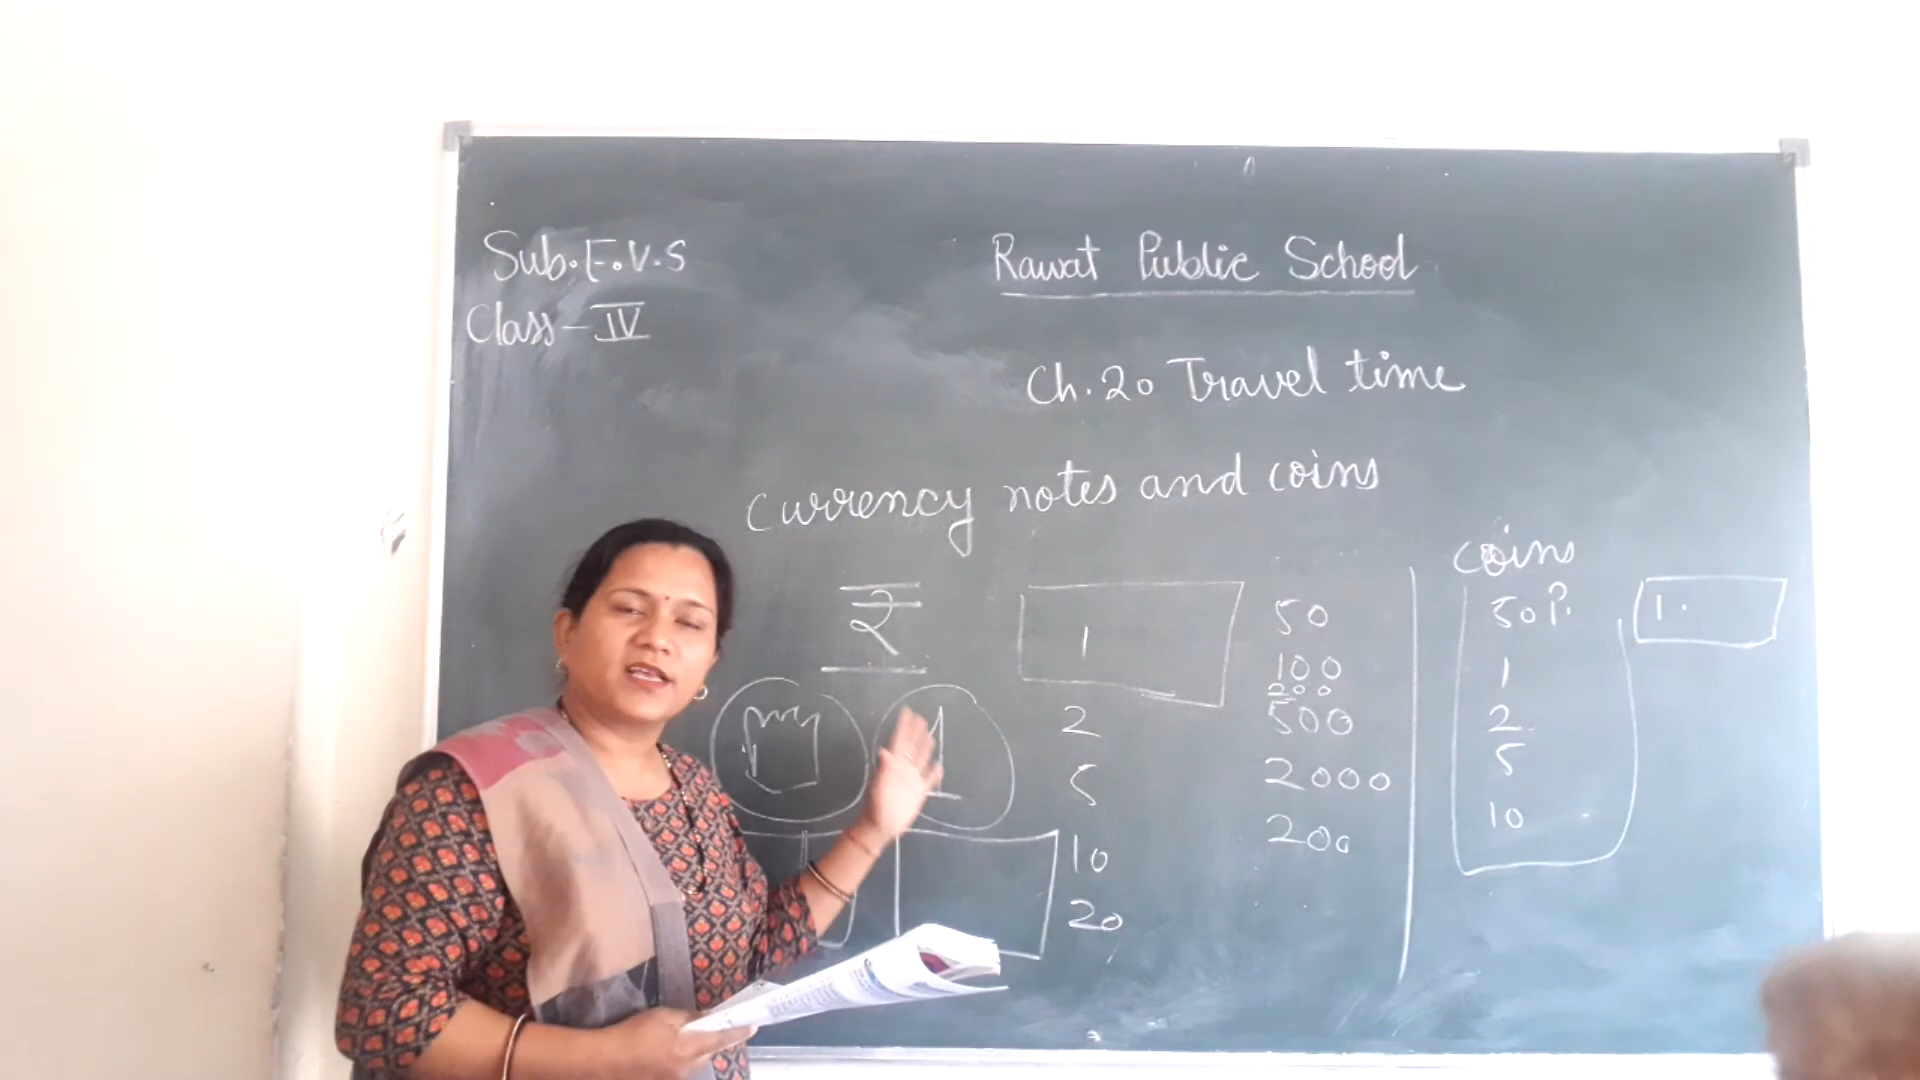 Sub. E.V.S
Class - IV
Rawat Public School
Ch. 20 Travel time
Currency notes and coins
₹
1
1
2
5
10
20
50
100
200
500
2000
200
coins
50 P.
1
2
5
10
1.